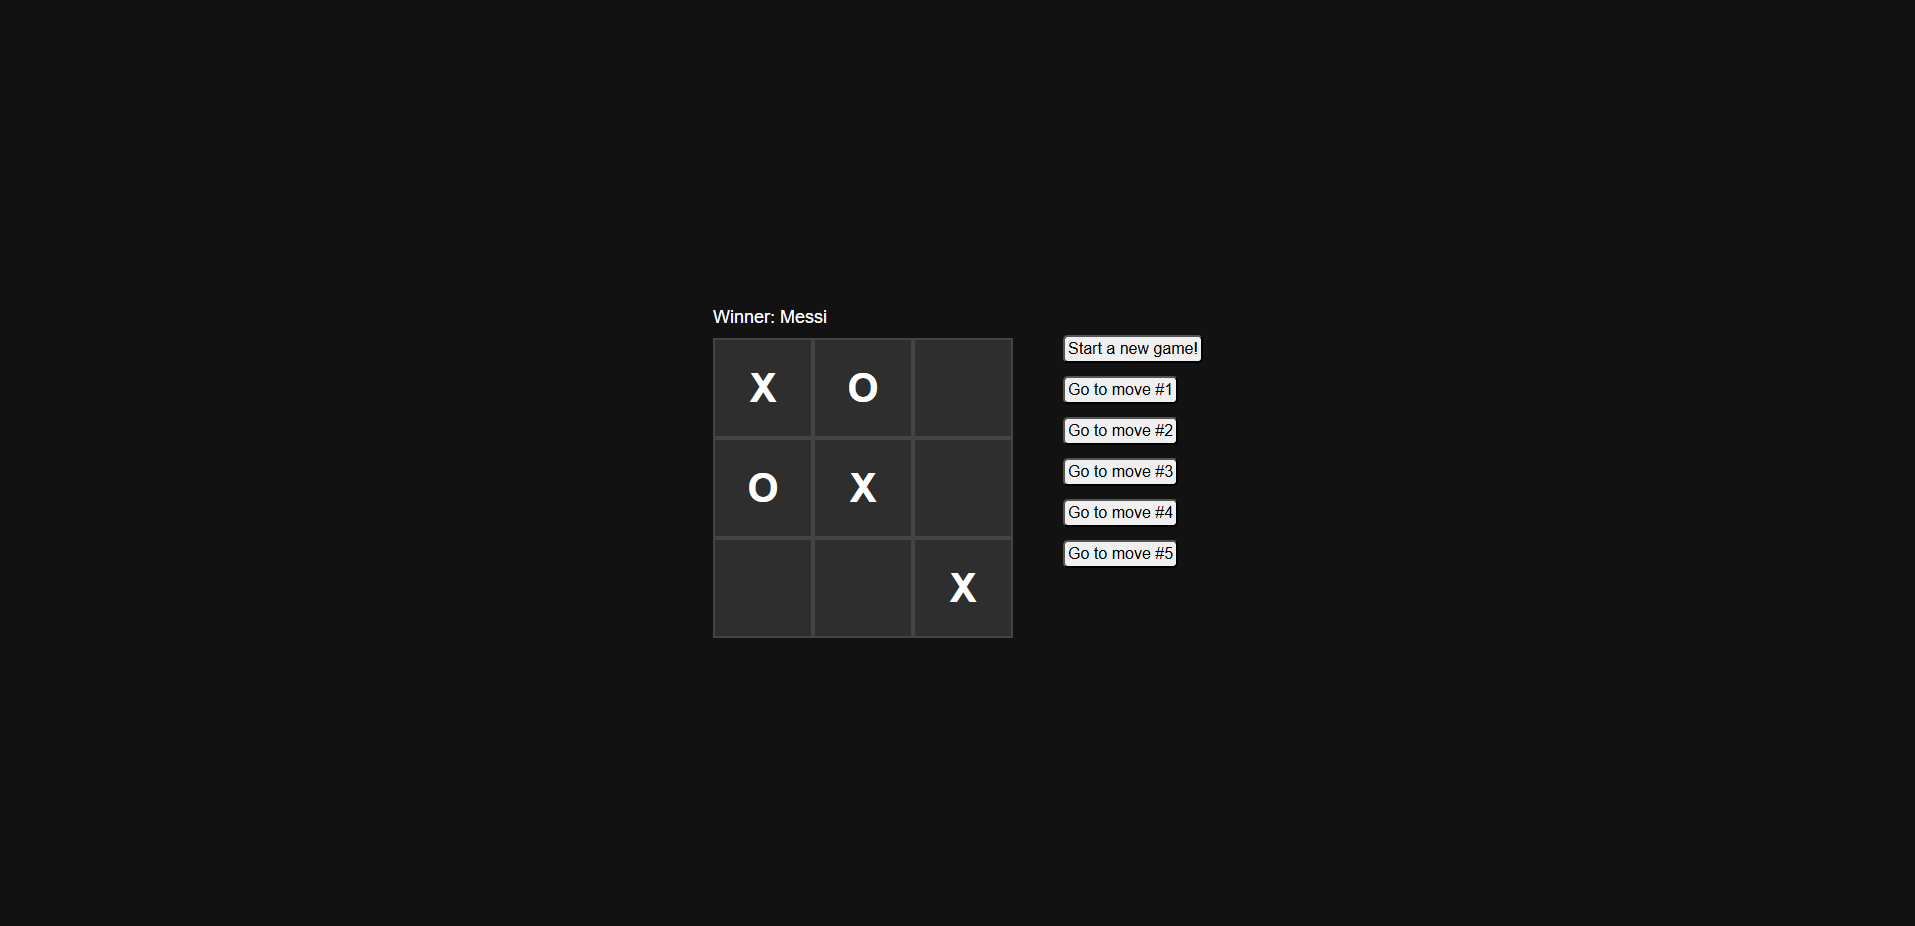 Winner: Messi
X O
O X
X
Start a new game!
Go to move #1
Go to move #2
Go to move #3
Go to move #4
Go to move #5